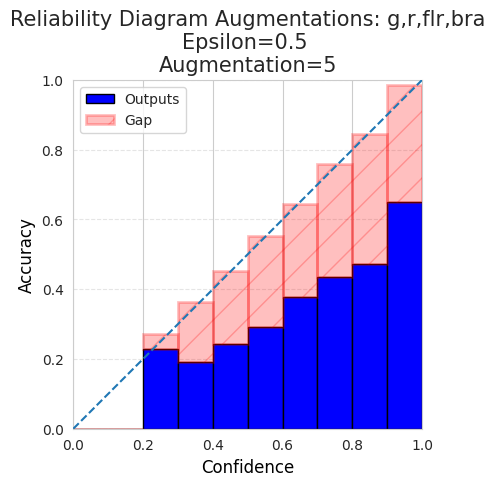 Reliability Diagram Augmentations: g,r,flr,bra
Epsilon=0.5
Augmentation=5
Outputs
Gap
1.0
0.8
0.6
0.4
0.2
0.0
Accuracy
0.0 0.2 0.4 0.6 0.8 1.0
Confidence